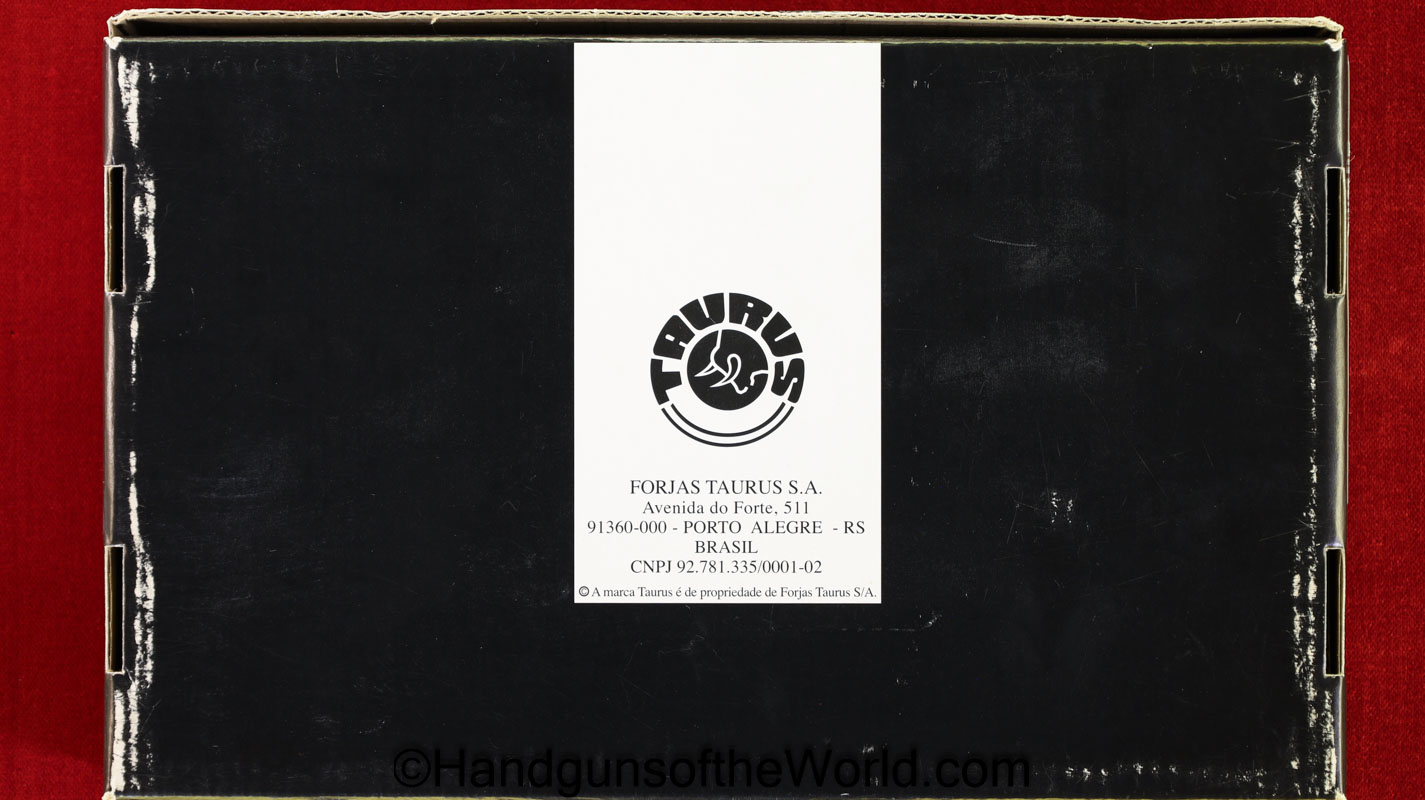 TAURUS
FORJAS TAURUS S.A.
Avenida do Forte, 511
91360-000 - PORTO ALEGRE - RS
BRASIL
CNPJ 92.781.335/0001-02
© A marca Taurus é de propriedade de Forjas Taurus S/A.
©HandgunsoftheWorld.com